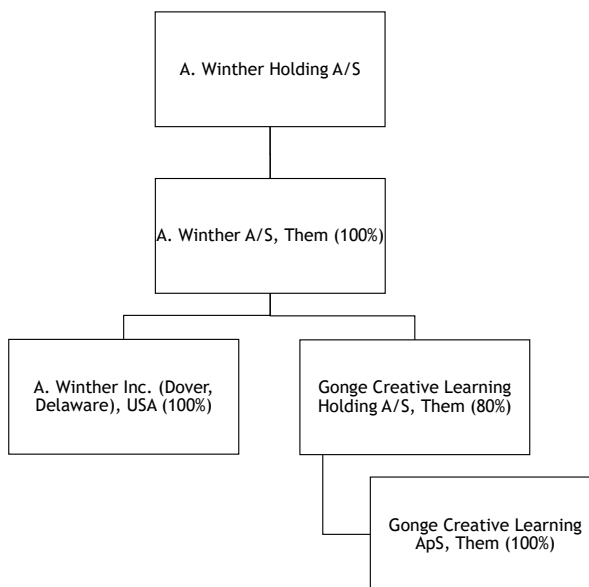 A. Winther Holding A/S
A. Winther A/S, Them (100%)
A. Winther Inc. (Dover,
Delaware), USA (100%)
Gonge Creative Learning
Holding A/S, Them (80%)
Gonge Creative Learning
ApS, Them (100%)